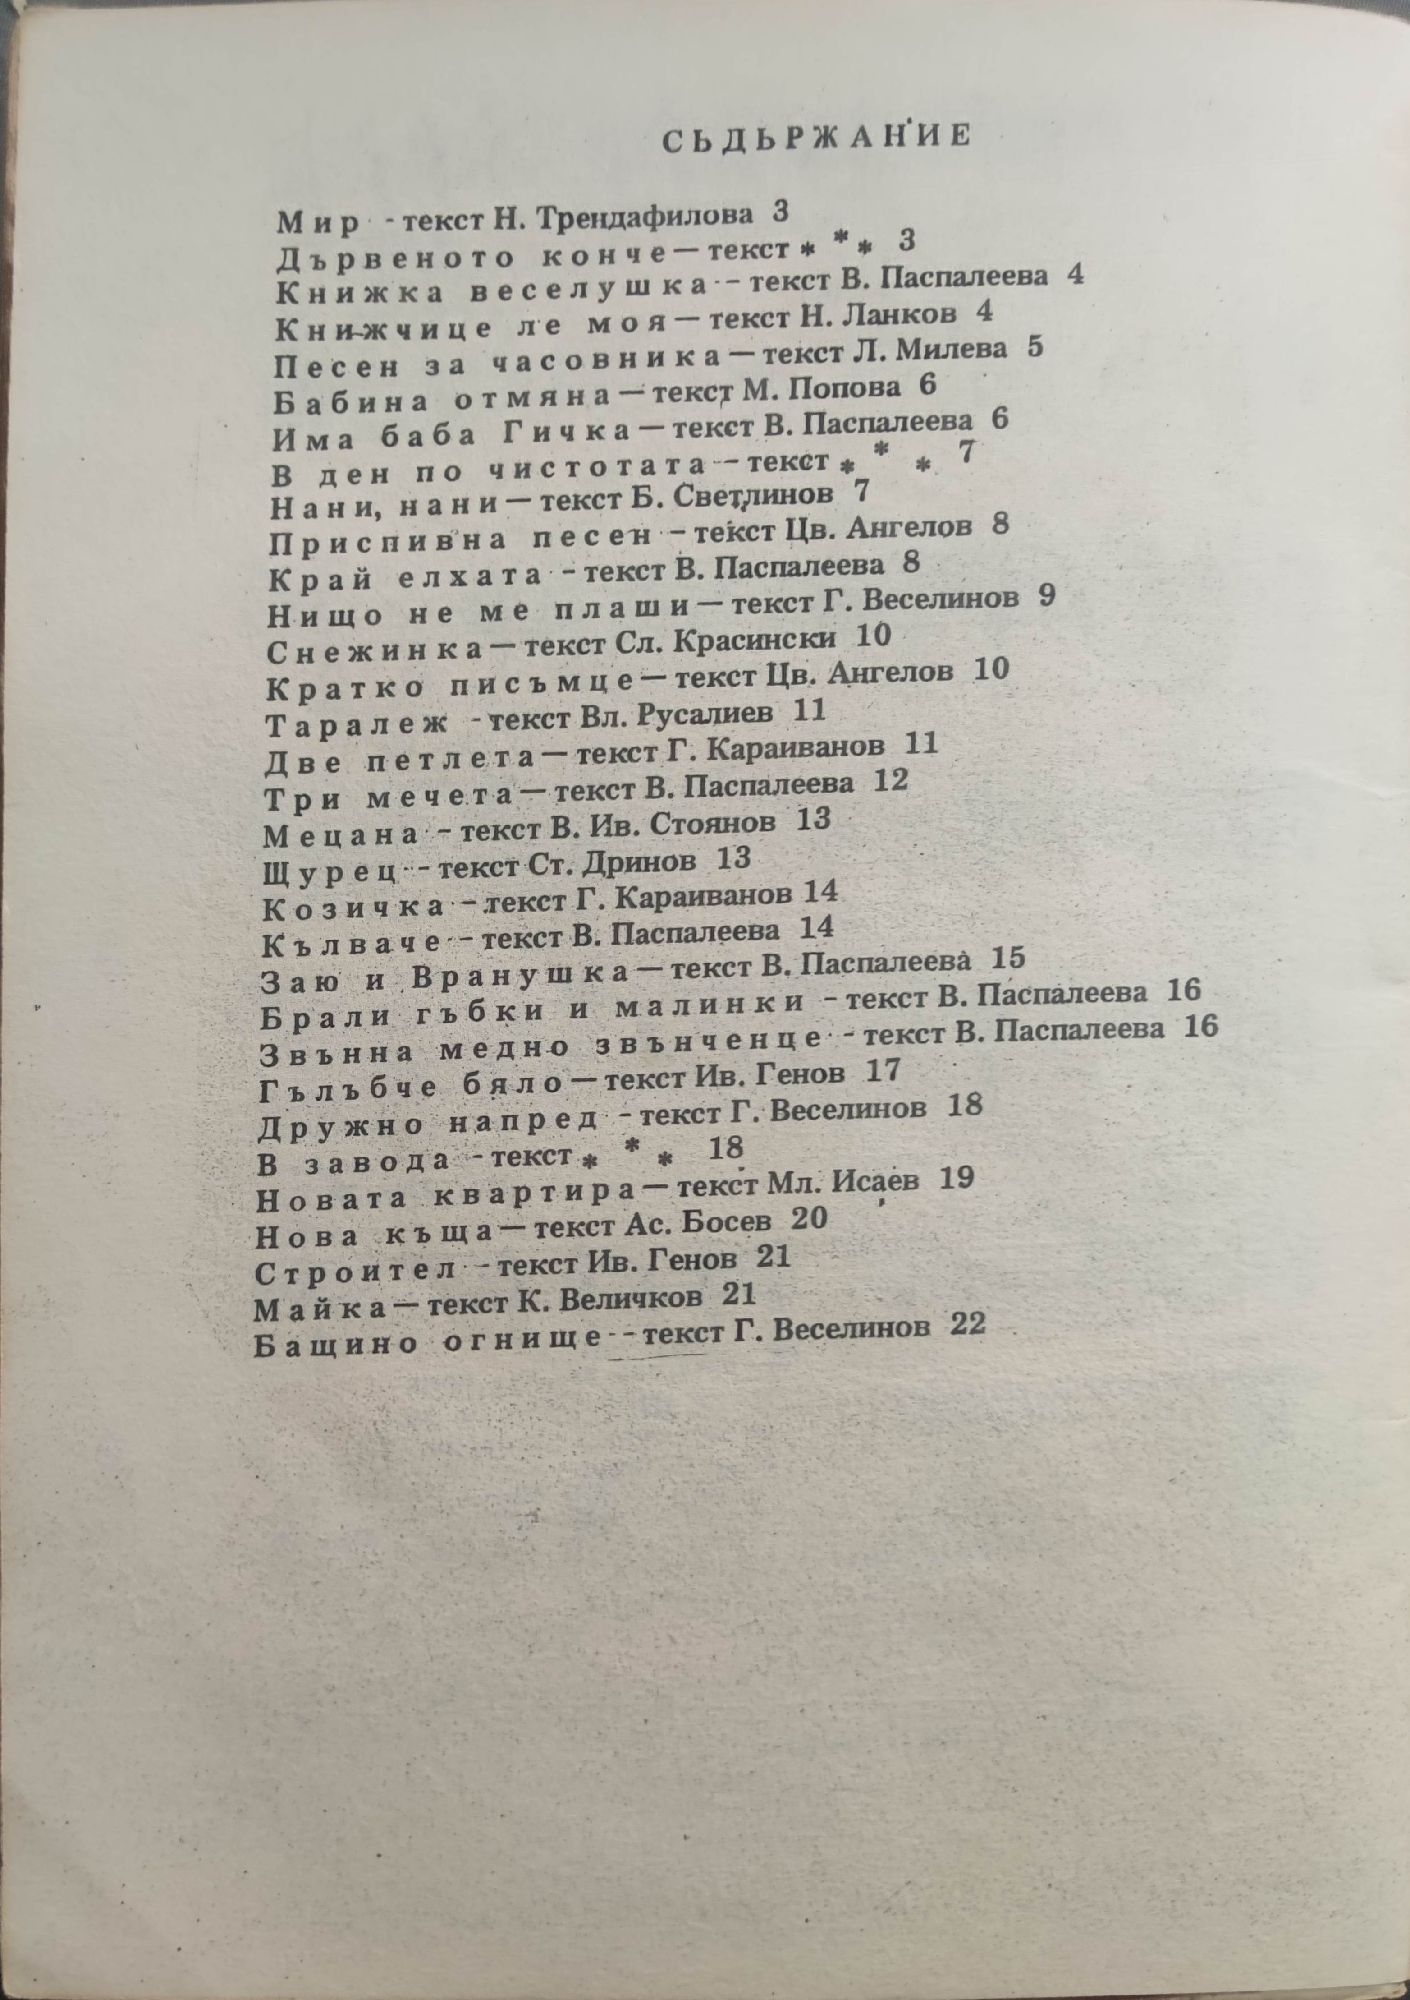 СЪДЪРЖАНИЕ
Мир - текст Н. Трендафилова 3
Дървеното конче — текст * * * 3
Книжка веселушка - текст В. Паспалеева 4
Книжчице ле моя — текст Н. Ланков 4
Песен за часовника — текст Л. Милева 5
Бабина отмяна — текст М. Попова 6
Има баба Гичка — текст В. Паспалеева 6
В ден по чистотата - текст * * * 7
Нани, нани — текст Б. Светлинов 7
Приспивна песен - текст Цв. Ангелов 8
Край елхата - текст В. Паспалеева 8
Нищо не ме плаши — текст Г. Веселинов 9
Снежинка — текст Сл. Красински 10
Кратко писъмце — текст Цв. Ангелов 10
Таралеж - текст Вл. Русалиев 11
Две петлета — текст Г. Караиванов 11
Три мечета — текст В. Паспалеева 12
Мецана - текст В. Ив. Стоянов 13
Щурец - текст Ст. Дринов 13
Козичка - текст Г. Караиванов 14
Кълваче - текст В. Паспалеева 14
Заю и Вранушка — текст В. Паспалеева 15
Брали гъбки и малинки - текст В. Паспалеева 16
Звънна медно звънченце - текст В. Паспалеева 16
Гълъбче бяло — текст Ив. Генов 17
Дружно напред - текст Г. Веселинов 18
В завода - текст * * * 18
Новата квартира — текст Мл. Исаев 19
Нова къща — текст Ас. Босев 20
Строител - текст Ив. Генов 21
Майка — текст К. Величков 21
Бащино огнище - текст Г. Веселинов 22